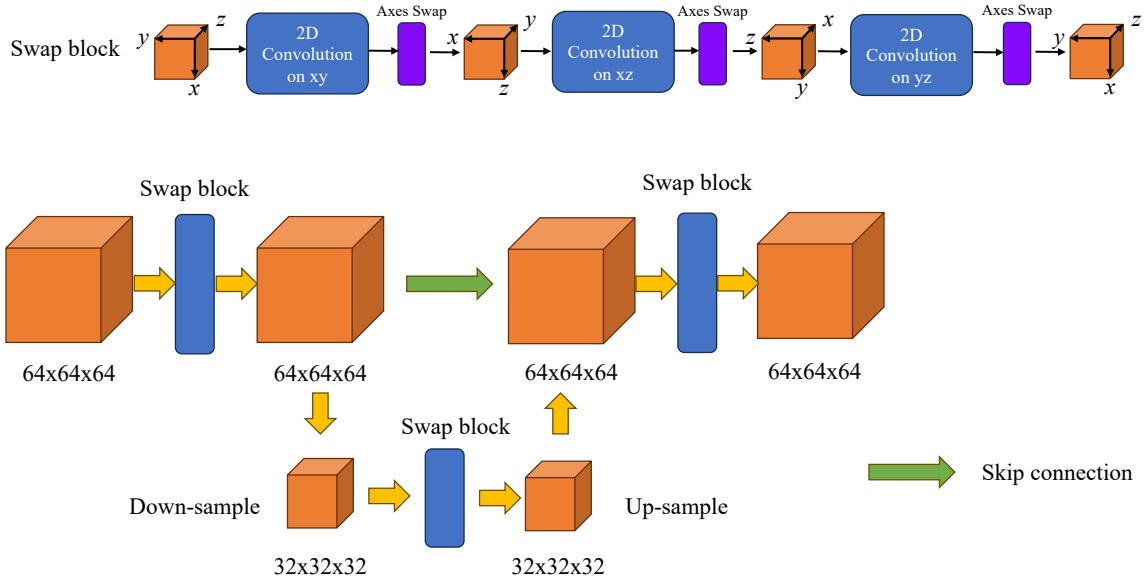 Swap block
y
z
x
2D
Convolution
on xy
Axes Swap
x
y
z
2D
Convolution
on xz
Axes Swap
z
x
y
2D
Convolution
on yz
Axes Swap
y
z
x
Swap block
Swap block
64x64x64
64x64x64
64x64x64
64x64x64
Swap block
Down-sample
Up-sample
Skip connection
32x32x32
32x32x32